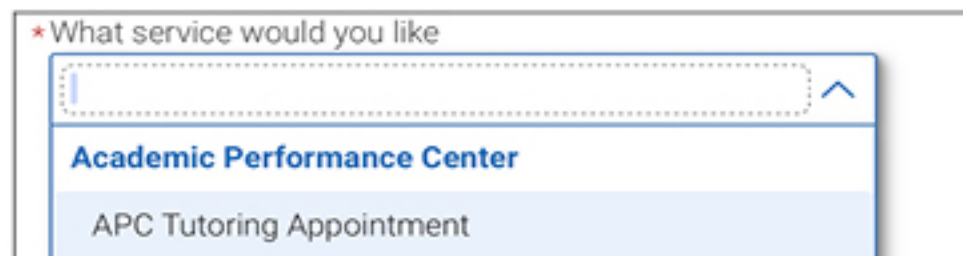 *What service would you like
Academic Performance Center
APC Tutoring Appointment